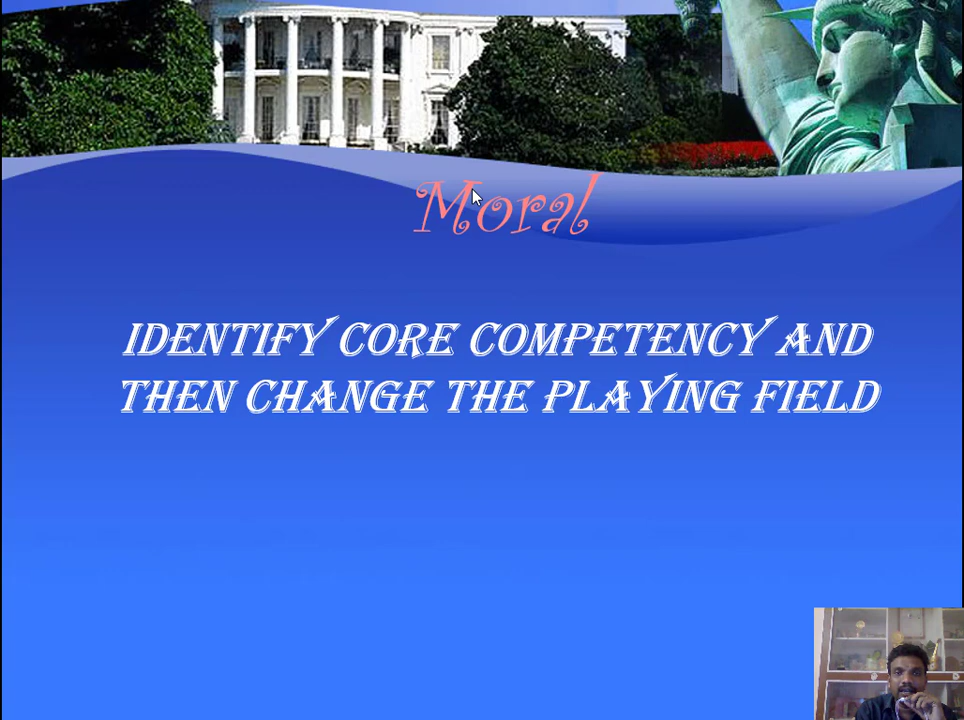 Moral
IDENTIFY CORE COMPETENCY AND
THEN CHANGE THE PLAYING FIELD